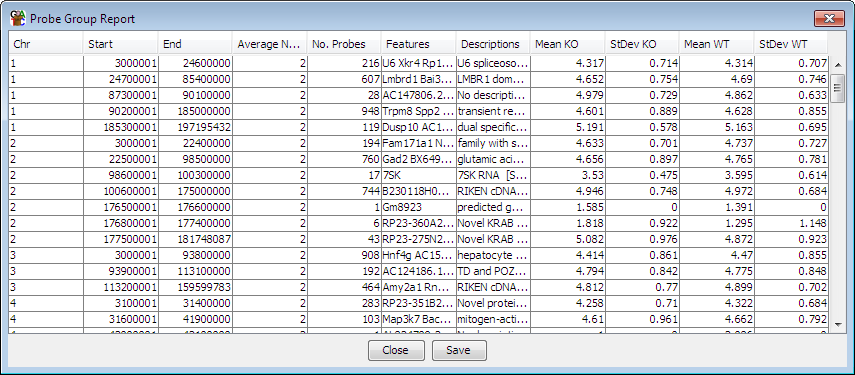 Probe Group Report
Chr Start End Average N... No. Probes Features Descriptions Mean KO StDev KO Mean WT StDev WT
1 3000001 24600000 2 216 U6 Xkr4 Rp1... U6 spliceoso... 4.317 0.714 4.314 0.707
1 24700001 85400000 2 607 Lmbrd1 Bai3... LMBR1 dom... 4.652 0.754 4.69 0.746
1 87300001 90100000 2 28 AC147806.2... No descripti... 4.979 0.729 4.862 0.633
1 90200001 185000000 2 948 Trpm8 Spp2 ... transient re... 4.601 0.889 4.628 0.855
1 185300001 197195432 2 119 Dusp10 AC1... dual specific... 5.191 0.578 5.163 0.695
2 3000001 22400000 2 194 Fam171a1 N... family with s... 4.633 0.701 4.737 0.727
2 22500001 98500000 2 760 Gad2 BX649... glutamic aci... 4.656 0.897 4.765 0.781
2 98600001 100300000 2 17 7SK 7SK RNA [S... 3.53 0.475 3.595 0.614
2 100600001 175000000 2 744 B230118H0... RIKEN cDNA... 4.946 0.748 4.972 0.684
2 176500001 176600000 2 1 Gm8923 predicted g... 1.585 0 1.391 0
2 176800001 177400000 2 6 RP23-360A2... Novel KRAB ... 1.818 0.922 1.295 1.148
2 177500001 181748087 2 43 RP23-275N2... Novel KRAB ... 5.082 0.976 4.872 0.923
3 3000001 93800000 2 908 Hnf4g AC15... hepatocyte ... 4.414 0.861 4.47 0.855
3 93900001 113100000 2 192 AC124186.1... TD and POZ... 4.794 0.842 4.775 0.848
3 113200001 159599783 2 464 Amy2a1 Rn... RIKEN cDNA... 4.812 0.77 4.899 0.702
4 3100001 31400000 2 283 RP23-351B2... Novel protei... 4.258 0.71 4.322 0.684
4 31600001 41900000 2 103 Map3k7 Bac... mitogen-acti... 4.61 0.961 4.662 0.792
Close Save